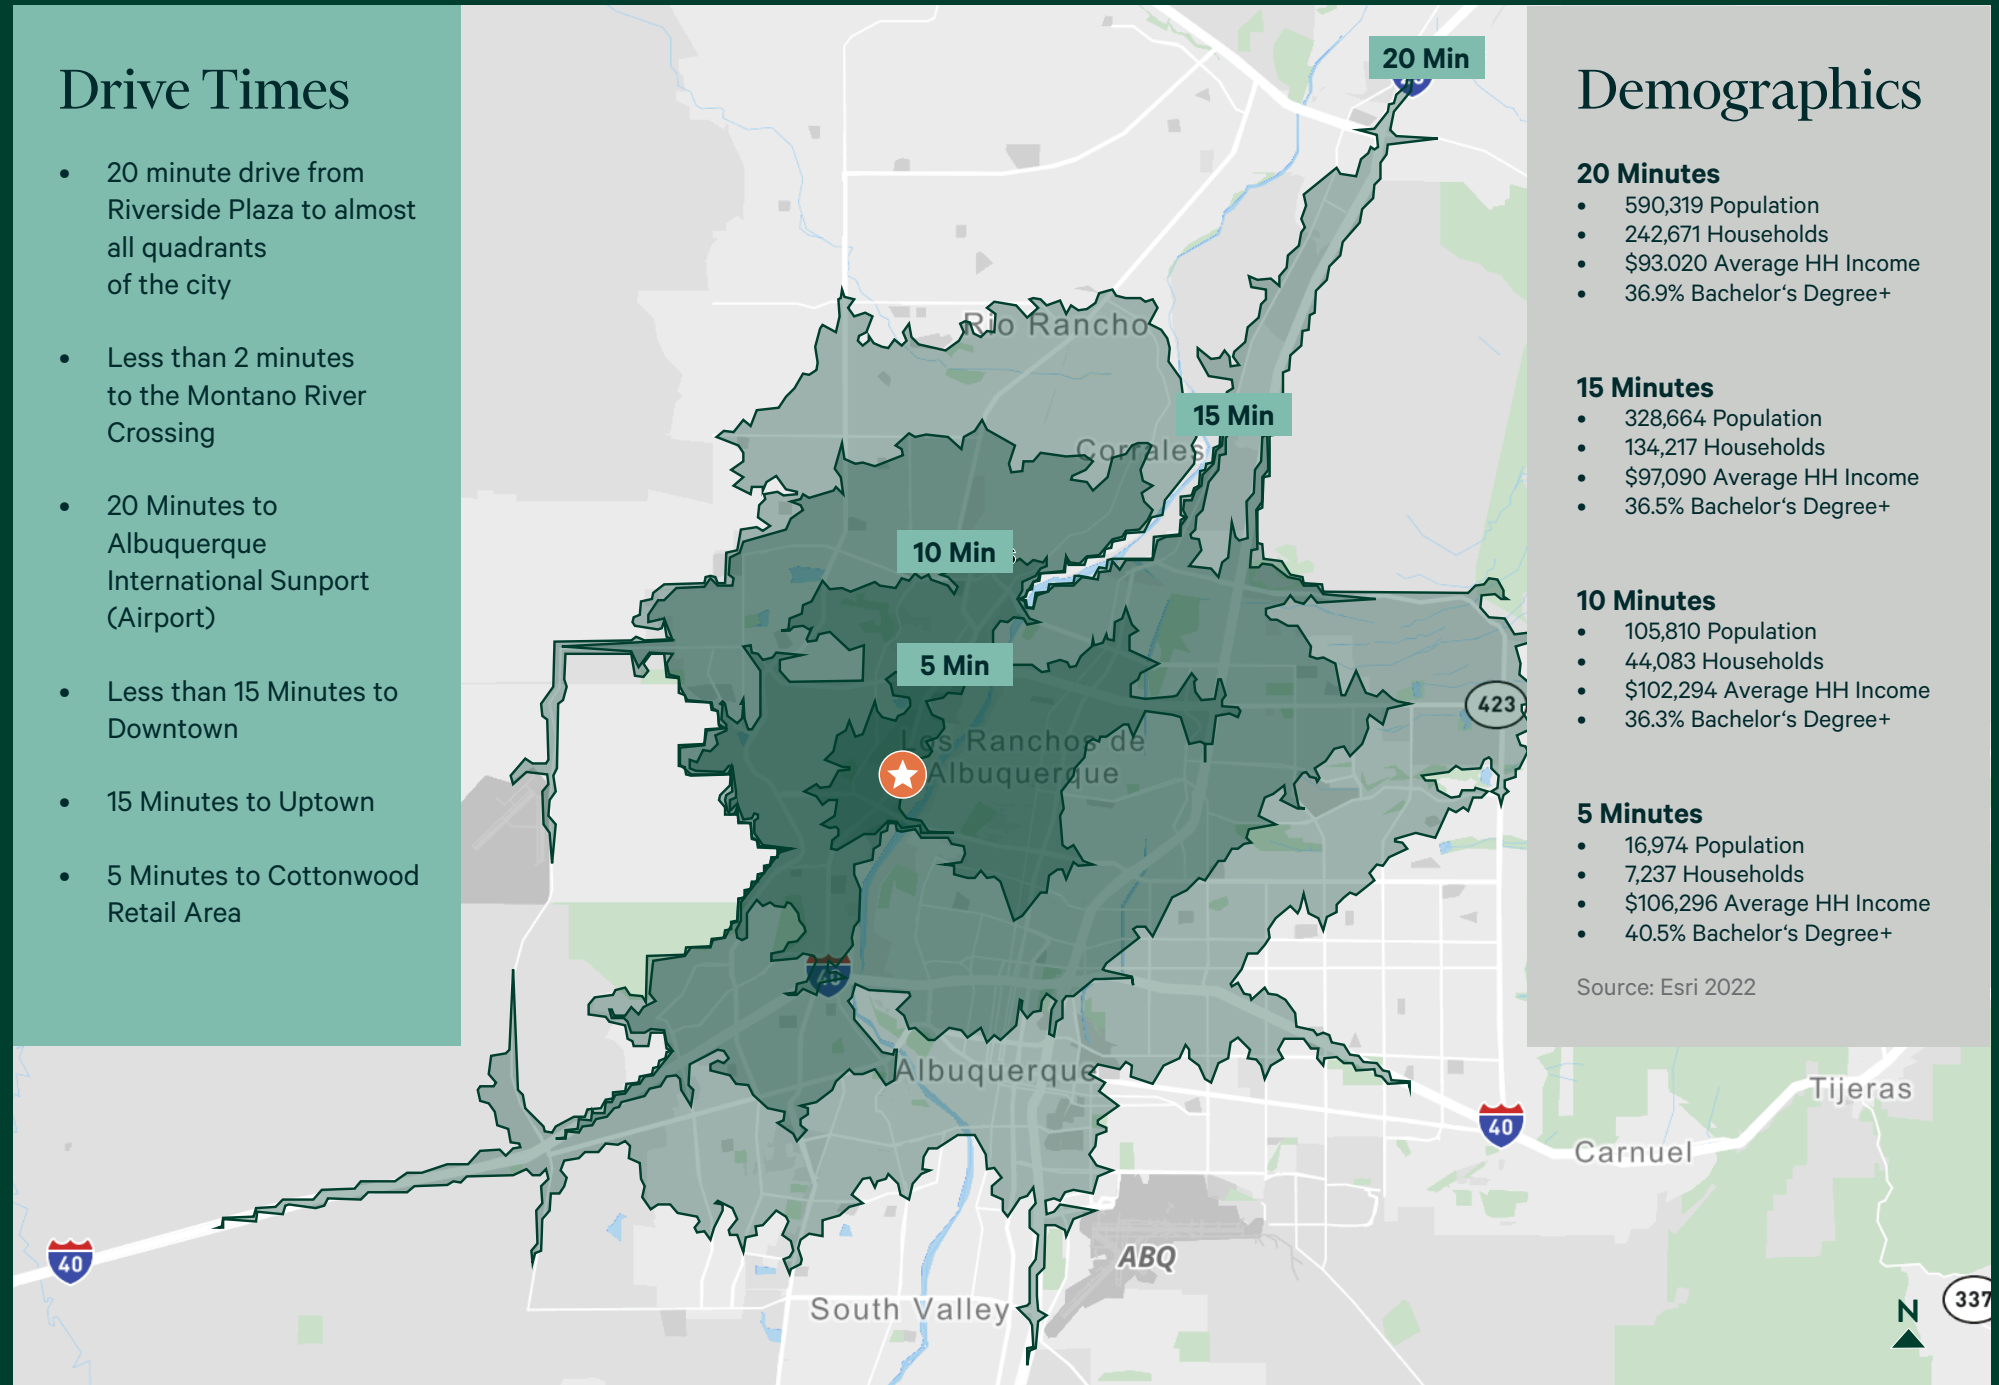 Drive Times
• 20 minute drive from
Riverside Plaza to almost
all quadrants
of the city
• Less than 2 minutes
to the Montano River
Crossing
• 20 Minutes to
Albuquerque
International Sunport
(Airport)
• Less than 15 Minutes to
Downtown
• 15 Minutes to Uptown
• 5 Minutes to Cottonwood
Retail Area
20 Min
Rio Rancho
15 Min
Corrales
10 Min
5 Min
423
Los Ranchos de
Albuquerque
40
Albuquerque
Tijeras
40
Carnuel
40
ABQ
South Valley
337
N
Demographics
20 Minutes
• 590,319 Population
• 242,671 Households
• $93.020 Average HH Income
• 36.9% Bachelor‘s Degree+
15 Minutes
• 328,664 Population
• 134,217 Households
• $97,090 Average HH Income
• 36.5% Bachelor‘s Degree+
10 Minutes
• 105,810 Population
• 44,083 Households
• $102,294 Average HH Income
• 36.3% Bachelor‘s Degree+
5 Minutes
• 16,974 Population
• 7,237 Households
• $106,296 Average HH Income
• 40.5% Bachelor‘s Degree+
Source: Esri 2022